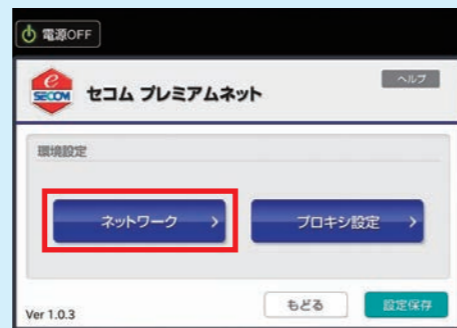 電源OFF
e
SECOM
セコム プレミアムネット
ヘルプ
環境設定
ネットワーク
プロキシ設定
Ver 1.0.3
もどる
設定保存